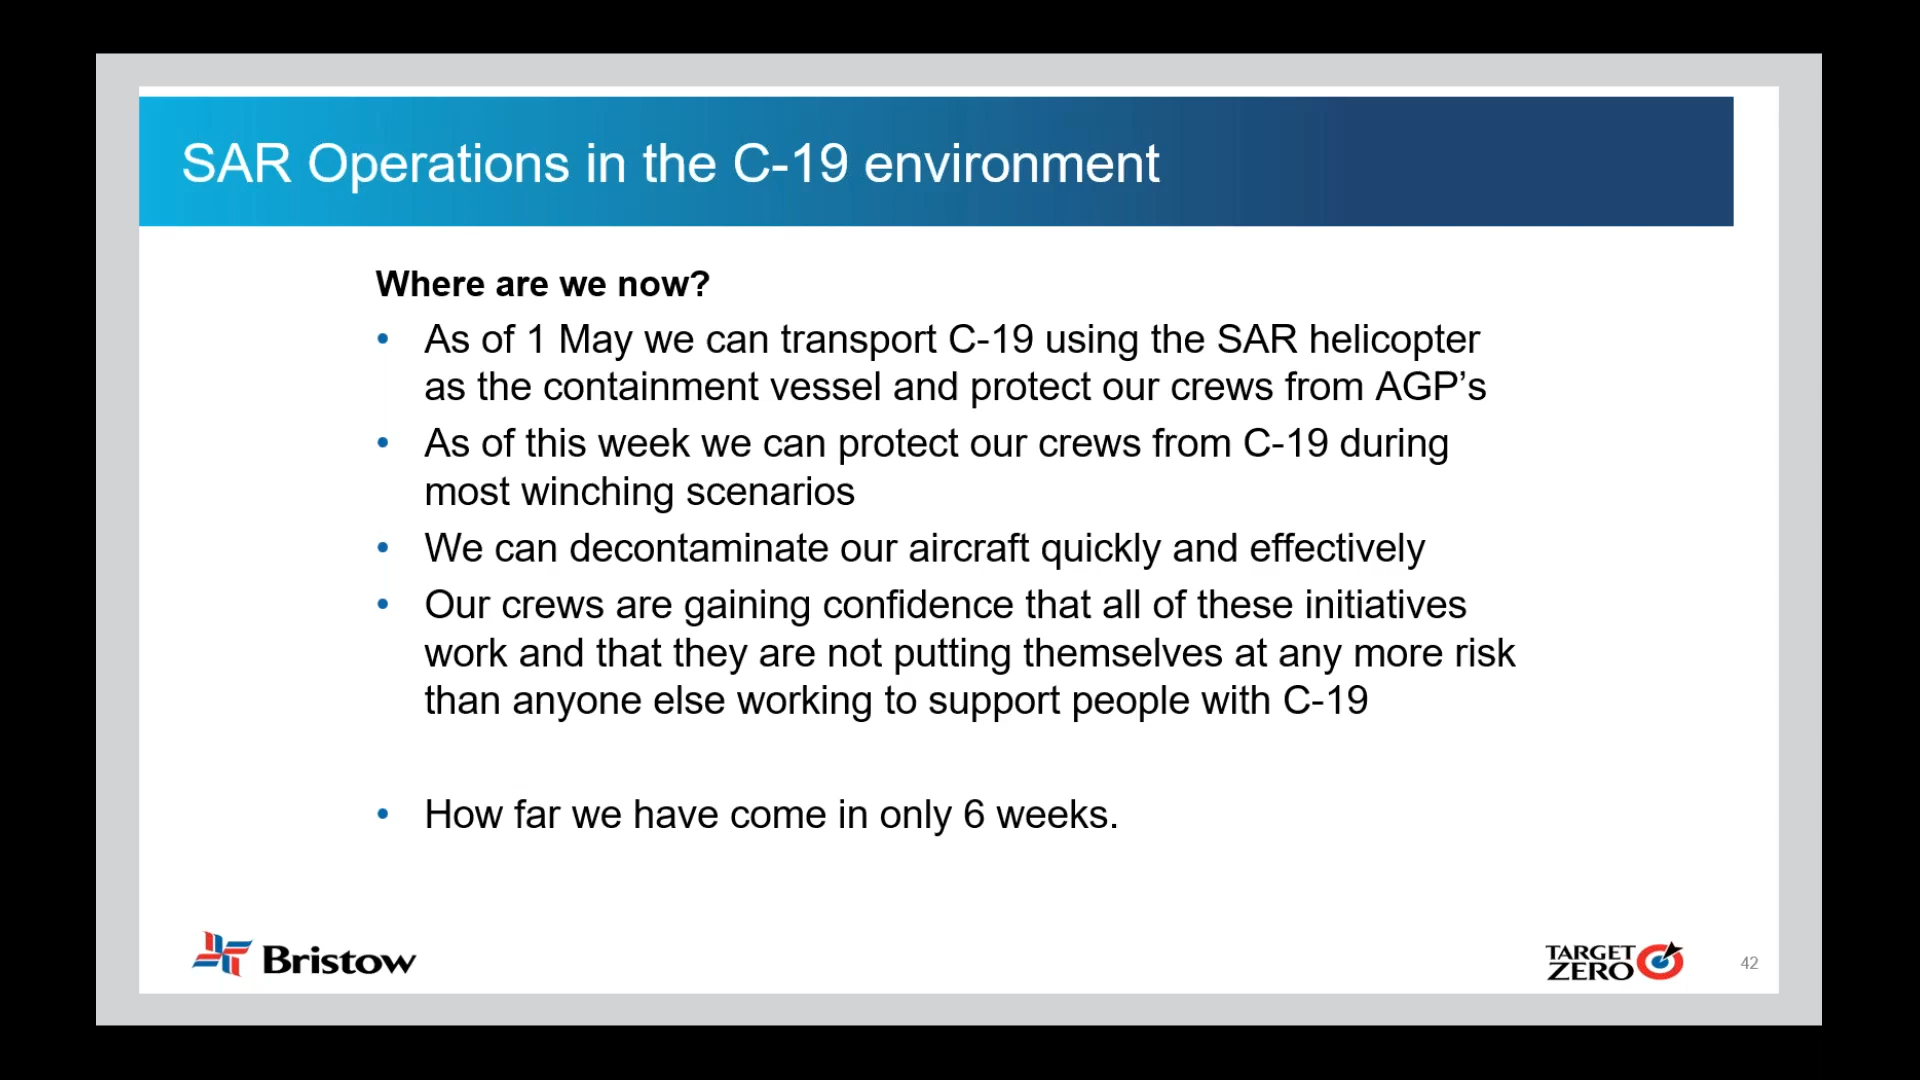 SAR Operations in the C-19 environment
Where are we now?
• As of 1 May we can transport C-19 using the SAR helicopter
as the containment vessel and protect our crews from AGP’s
• As of this week we can protect our crews from C-19 during
most winching scenarios
• We can decontaminate our aircraft quickly and effectively
• Our crews are gaining confidence that all of these initiatives
work and that they are not putting themselves at any more risk
than anyone else working to support people with C-19
• How far we have come in only 6 weeks.
Bristow
TARGET
ZERO
42